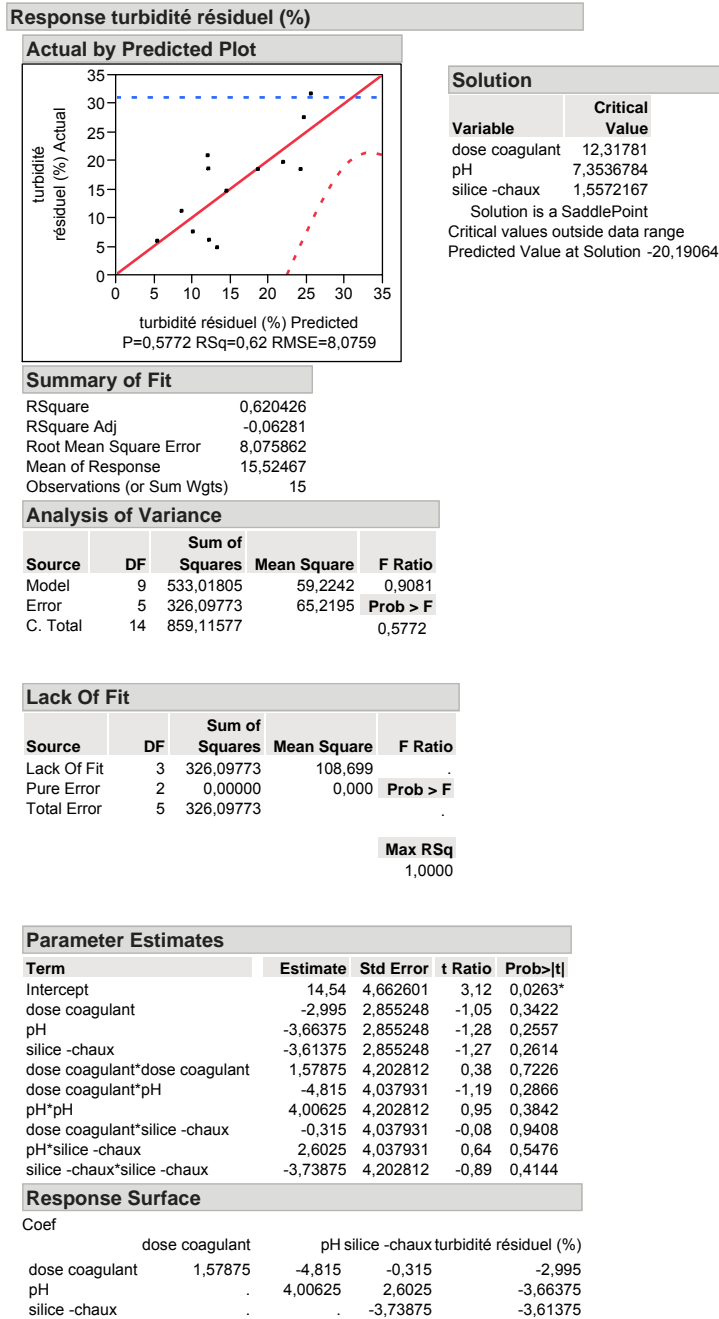 Response turbidité résiduel (%)
Actual by Predicted Plot
35
30
25
20
15
10
5
0
turbidité
résiduel (%) Actual
0 5 10 15 20 25 30 35
turbidité résiduel (%) Predicted
P=0,5772 RSq=0,62 RMSE=8,0759
Solution
Critical
Variable Value
dose coagulant 12,31781
pH 7,3536784
silice -chaux 1,5572167
Solution is a SaddlePoint
Critical values outside data range
Predicted Value at Solution -20,19064
Summary of Fit
RSquare 0,620426
RSquare Adj -0,06281
Root Mean Square Error 8,075862
Mean of Response 15,52467
Observations (or Sum Wgts) 15
Analysis of Variance
Sum of
Source DF Squares Mean Square F Ratio
Model 9 533,01805 59,2242 0,9081
Error 5 326,09773 65,2195 Prob > F
C. Total 14 859,11577 0,5772
Lack Of Fit
Sum of
Source DF Squares Mean Square F Ratio
Lack Of Fit 3 326,09773 108,699 .
Pure Error 2 0,00000 0,000 Prob > F
Total Error 5 326,09773 .
Max RSq
1,0000
Parameter Estimates
Term Estimate Std Error t Ratio Prob>|t|
Intercept 14,54 4,662601 3,12 0,0263*
dose coagulant -2,995 2,855248 -1,05 0,3422
pH -3,66375 2,855248 -1,28 0,2557
silice -chaux -3,61375 2,855248 -1,27 0,2614
dose coagulant*dose coagulant 1,57875 4,202812 0,38 0,7226
dose coagulant*pH -4,815 4,037931 -1,19 0,2866
pH*pH 4,00625 4,202812 0,95 0,3842
dose coagulant*silice -chaux -0,315 4,037931 -0,08 0,9408
pH*silice -chaux 2,6025 4,037931 0,64 0,5476
silice -chaux*silice -chaux -3,73875 4,202812 -0,89 0,4144
Response Surface
Coef
dose coagulant pH silice -chaux turbidité résiduel (%)
dose coagulant 1,57875 -4,815 -0,315 -2,995
pH . 4,00625 2,6025 -3,66375
silice -chaux . . -3,73875 -3,61375